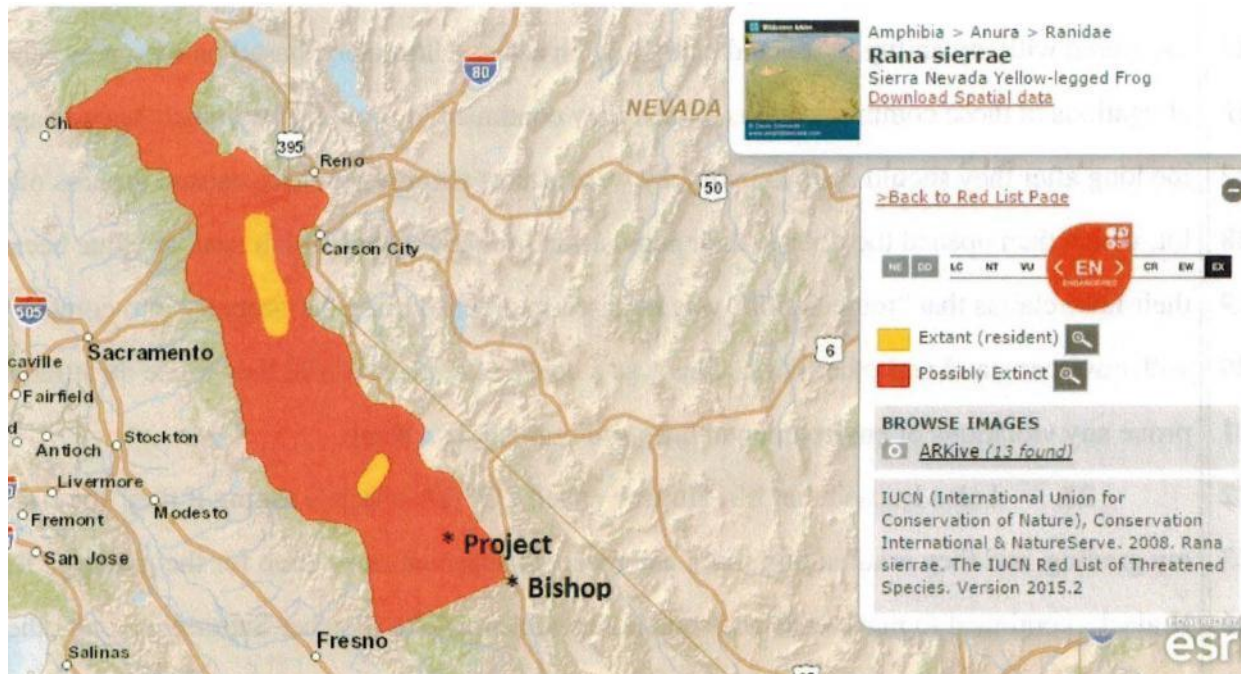 Amphibia > Anura > Ranidae
Rana sierrae
Sierra Nevada Yellow-legged Frog
Download Spatial data
>Back to Red List Page
NE DD LC NT VU < EN > CR EW EX
ENDANGERED
Extant (resident)
Possibly Extinct
BROWSE IMAGES
ARKive (13 found)
IUCN (International Union for
Conservation of Nature), Conservation
International & NatureServe. 2008. Rana
sierrae. The IUCN Red List of Threatened
Species. Version 2015.2
esri
NEVADA
80
395
Reno
50
Carson City
505
Sacramento
6
caville
Fairfield
Antioch
Stockton
Livermore
Modesto
Fremont
San Jose
* Project
* Bishop
Fresno
Salinas